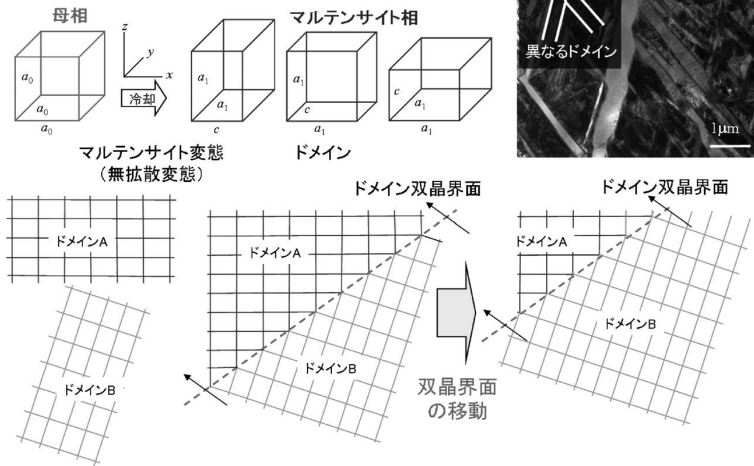 母相
マルテンサイト相
異なるドメイン
1μm
z
y
x
冷却
a0
a0
a0
a1
a1
c
a1
c
a1
c
a1
a1
マルテンサイト変態
(無拡散変態)
ドメイン
ドメインA
ドメインB
ドメイン双晶界面
ドメインA
ドメインB
双晶界面
の移動
ドメイン双晶界面
ドメインA
ドメインB